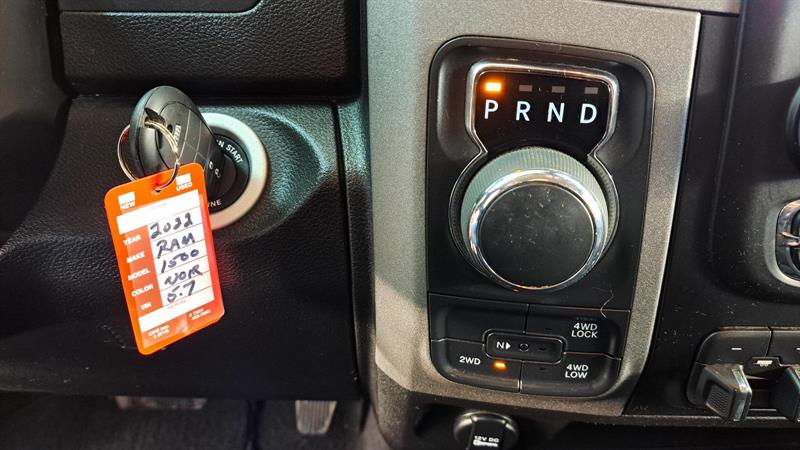 START
NEW
USED
YEAR 2022
MAKE RAM
MODEL 1500
COLOR
VIN 5.7
P R N D
4WD LOCK
N
2WD
4WD LOW
12V DC